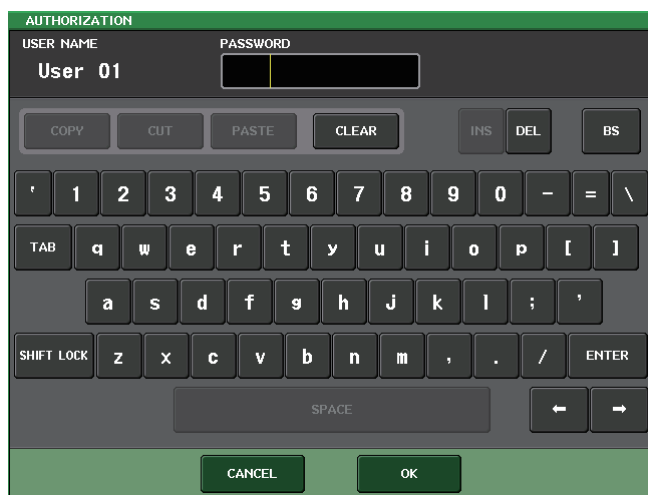 AUTHORIZATION
USER NAME PASSWORD
User 01
COPY CUT PASTE CLEAR INS DEL BS
' 1 2 3 4 5 6 7 8 9 0 - = \
TAB q w e r t y u i o p [ ]
a s d f g h j k l ; '
SHIFT LOCK z x c v b n m , . / ENTER
SPACE ← →
CANCEL OK